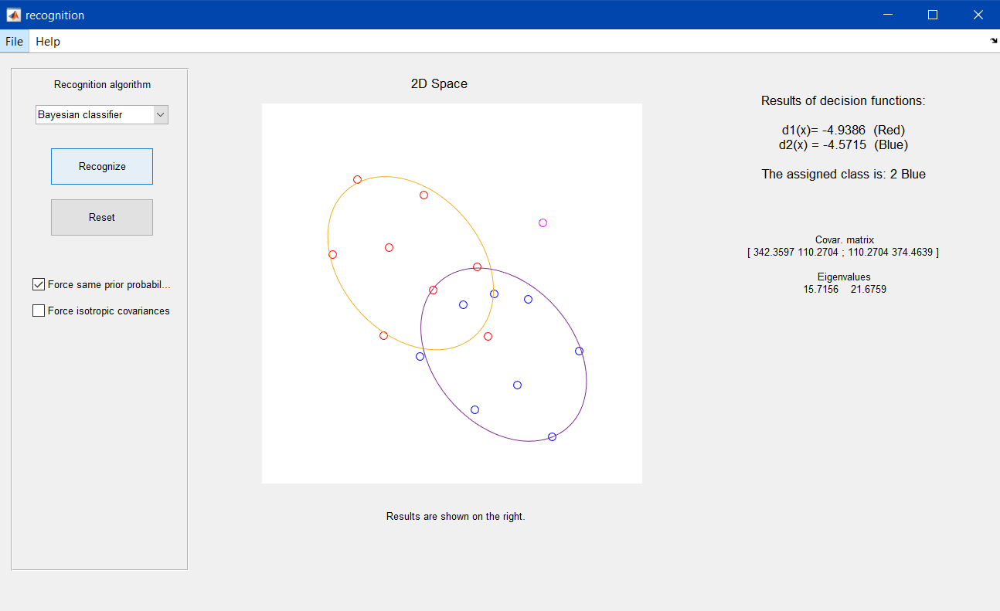 recognition
File Help
Recognition algorithm
Bayesian classifier
Recognize
Reset
Force same prior probabil...
Force isotropic covariances
2D Space
Results are shown on the right.
Results of decision functions:
d1(x)= -4.9386 (Red)
d2(x) = -4.5715 (Blue)
The assigned class is: 2 Blue
Covar. matrix
[ 342.3597 110.2704 ; 110.2704 374.4639 ]
Eigenvalues
15.7156 21.6759